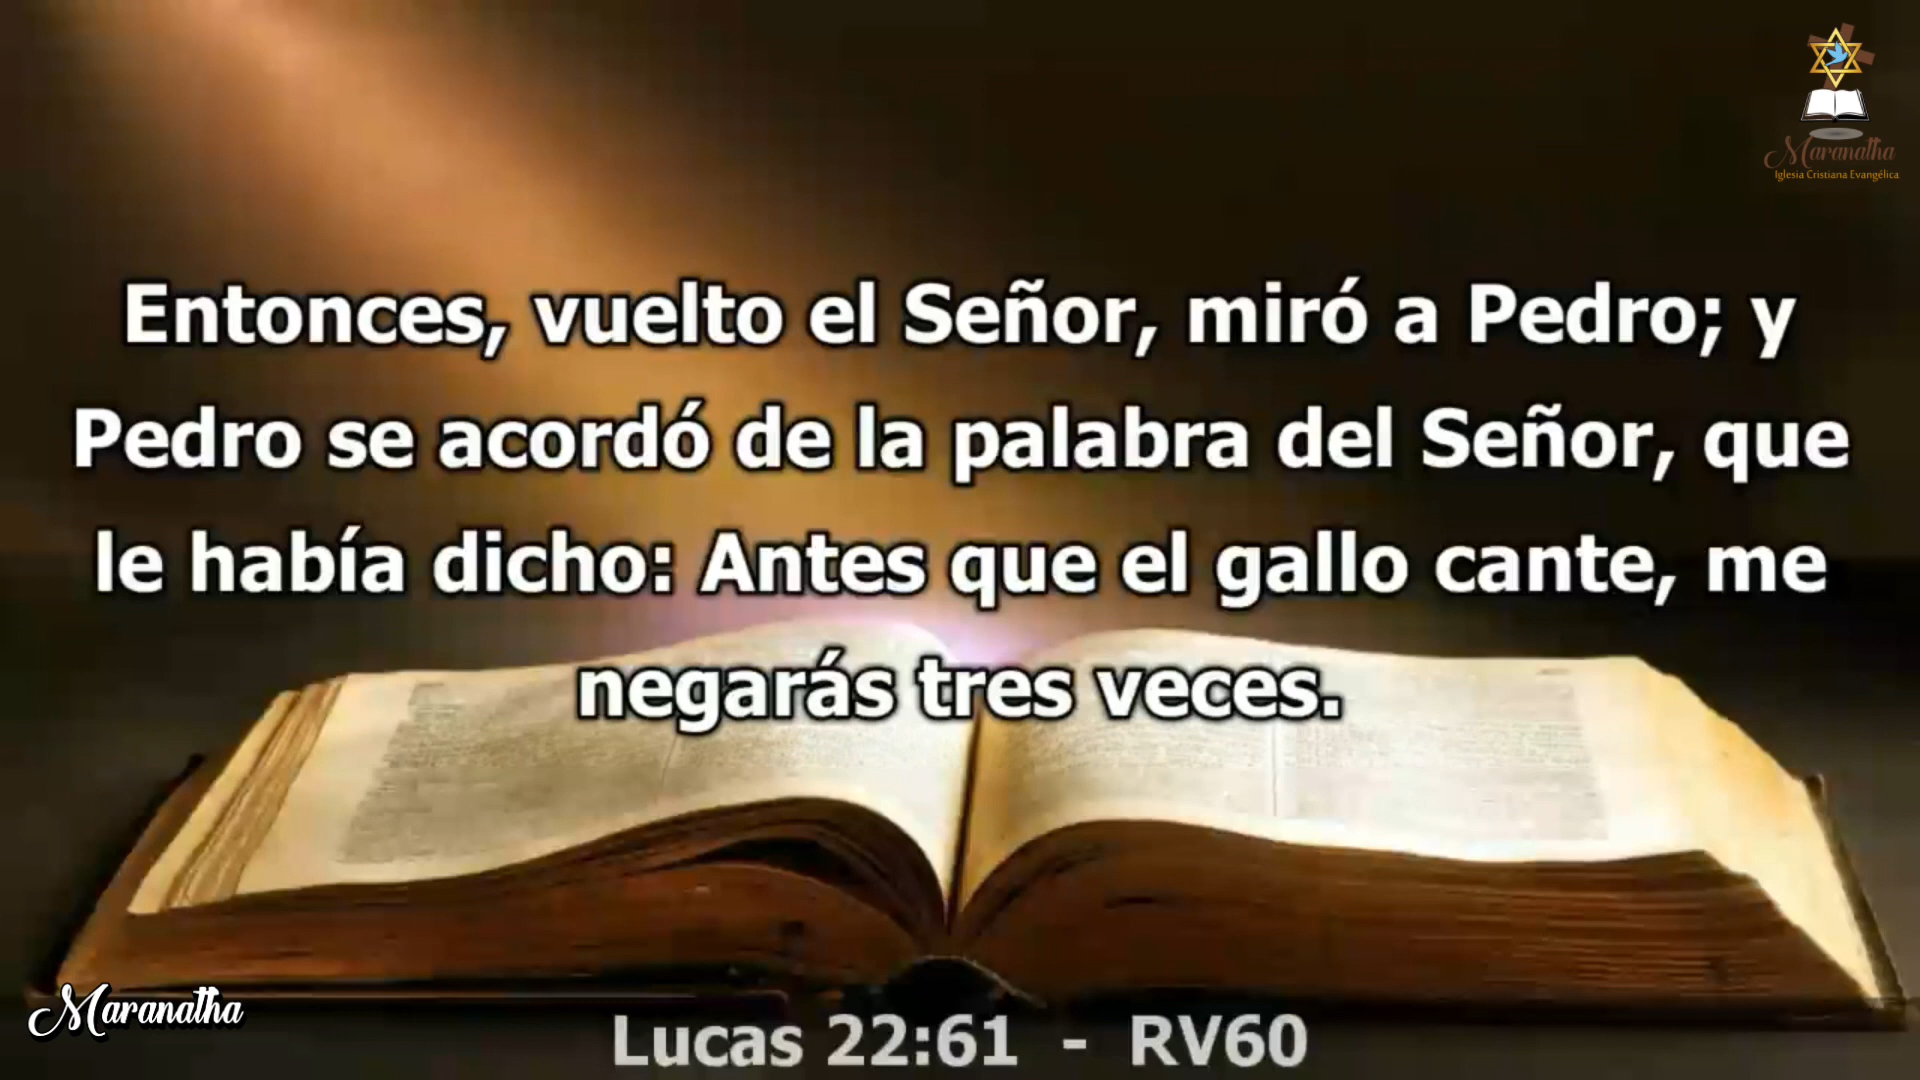 Maranatha
Iglesia Cristiana Evangélica
Entonces, vuelto el Señor, miró a Pedro; y
Pedro se acordó de la palabra del Señor, que
le había dicho: Antes que el gallo cante, me
negarás tres veces.
Maranatha
Lucas 22:61 - RV60